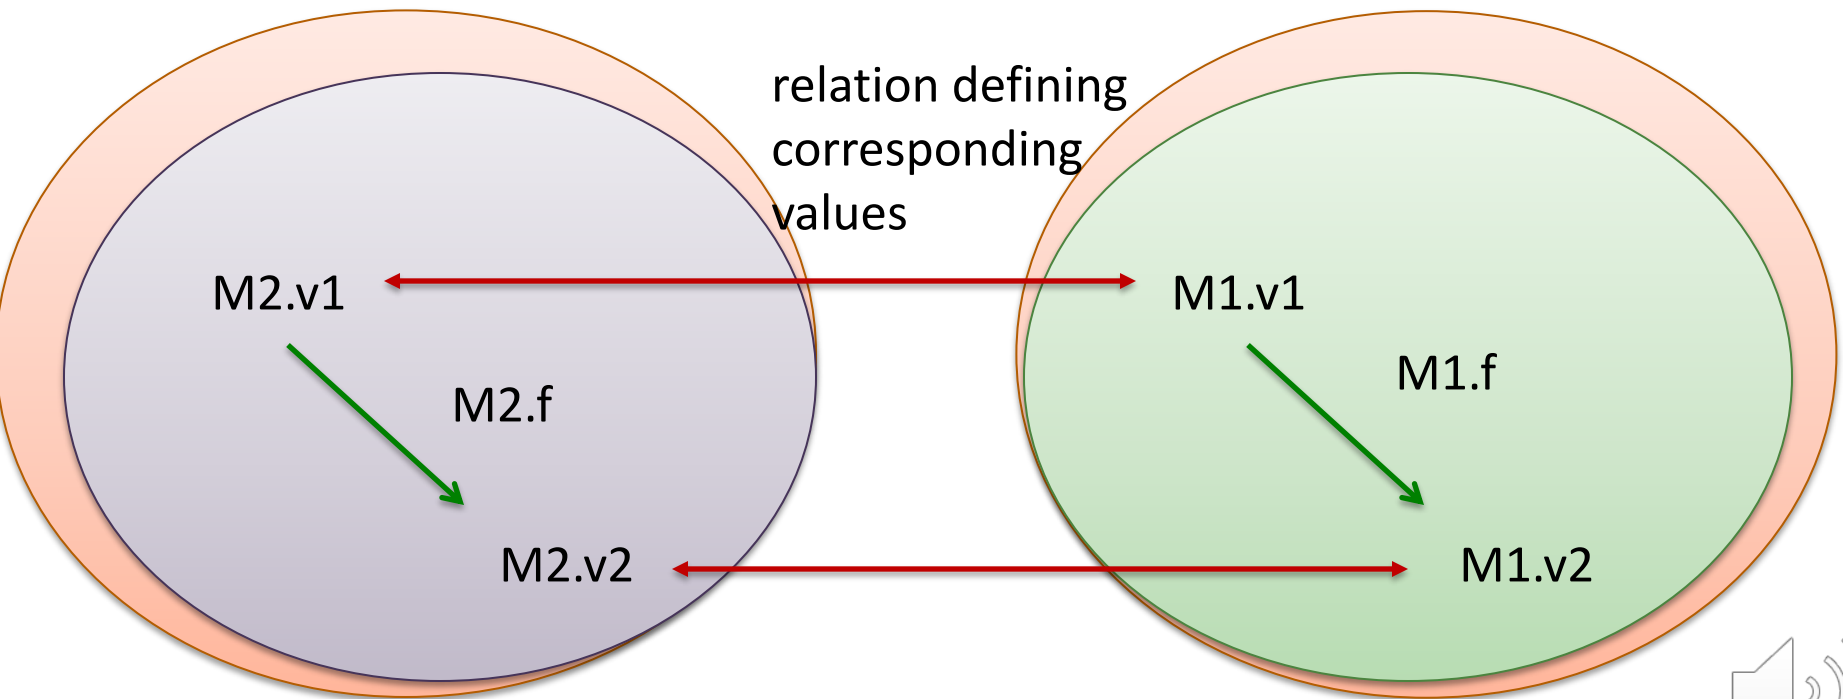 relation defining
corresponding
values
M2.v1
M1.v1
M2.f
M1.f
M2.v2
M1.v2